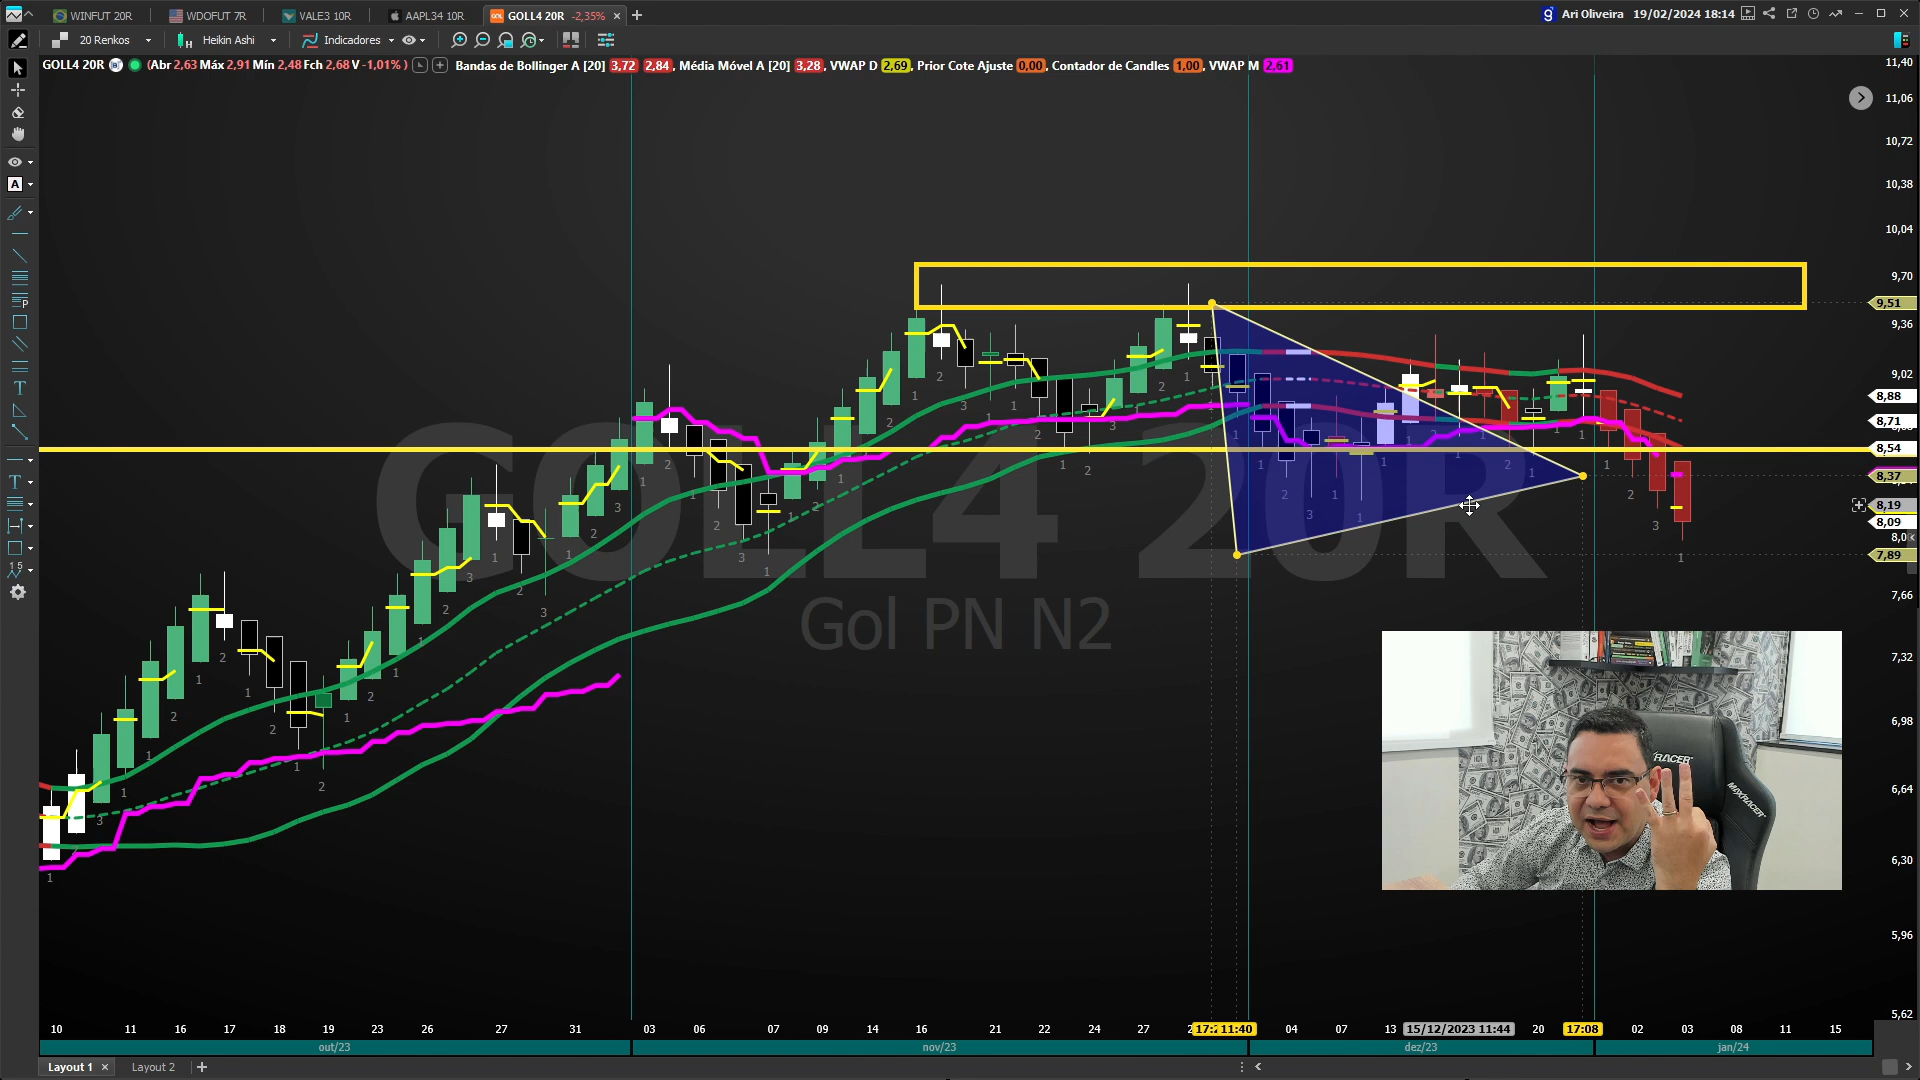 WINFUT 20R
WDOFUT 7R
VALE3 10R
AAPL34 10R
GOLL4 20R -2,35%
Ari Oliveira 19/02/2024 18:14
20 Renkos
Heikin Ashi
Indicadores
GOLL4 20R (Abr 2,63 Máx 2,91 Mín 2,48 Fch 2,68 V -1,01% ) Bandas de Bollinger A [20] 3,72 2,84, Média Móvel A [20] 3,28, VWAP D 2,69, Prior Cote Ajuste 0,00, Contador de Candles 1,00, VWAP M 2,61
11,40
11,06
10,72
10,38
10,04
9,70
9,51
9,36
9,02
8,88
8,71
8,54
8,37
8,19
8,09
7,89
7,66
7,32
6,98
6,64
6,30
5,96
5,62
GOLL4 20R
Gol PN N2
MAXRACER
10 11 16 17 18 19 23 26 27 31 03 06 07 09 14 16 21 22 24 27 11:40 04 07 13 15/12/2023 11:44 20 17:08 02 03 08 11 15
out/23 nov/23 dez/23 jan/24
Layout 1
Layout 2